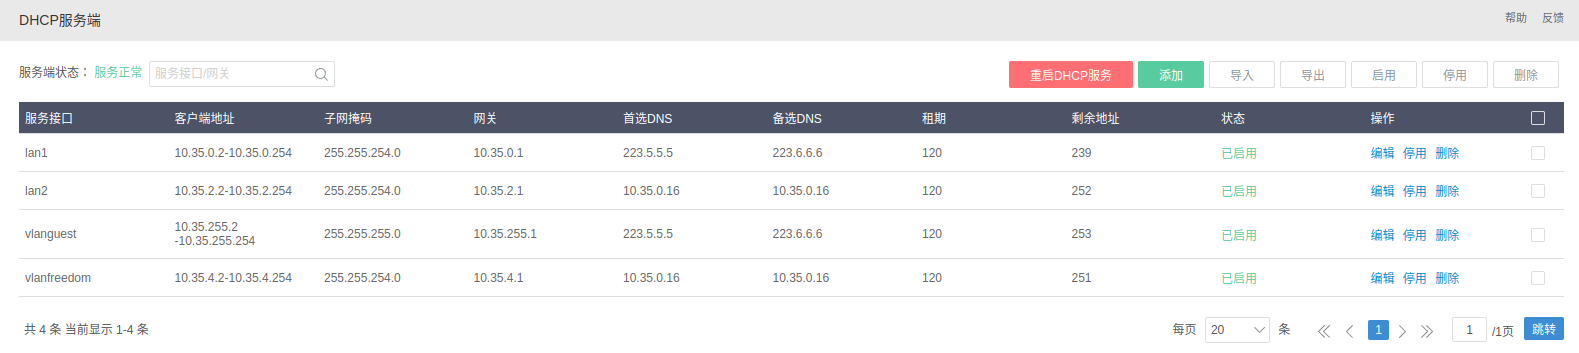 DHCP服务端 帮助 反馈
服务端状态： 服务正常 服务接口/网关 重启DHCP服务 添加 导入 导出 启用 停用 删除
服务接口 客户端地址 子网掩码 网关 首选DNS 备选DNS 租期 剩余地址 状态 操作
lan1 10.35.0.2-10.35.0.254 255.255.254.0 10.35.0.1 223.5.5.5 223.6.6.6 120 239 已启用 编辑 停用 删除
lan2 10.35.2.2-10.35.2.254 255.255.254.0 10.35.2.1 10.35.0.16 10.35.0.16 120 252 已启用 编辑 停用 删除
vlanguest 10.35.255.2
-10.35.255.254 255.255.255.0 10.35.255.1 223.5.5.5 223.6.6.6 120 253 已启用 编辑 停用 删除
vlanfreedom 10.35.4.2-10.35.4.254 255.255.254.0 10.35.4.1 10.35.0.16 10.35.0.16 120 251 已启用 编辑 停用 删除
共 4 条 当前显示 1-4 条 每页 20 条 1 1 /1页 跳转